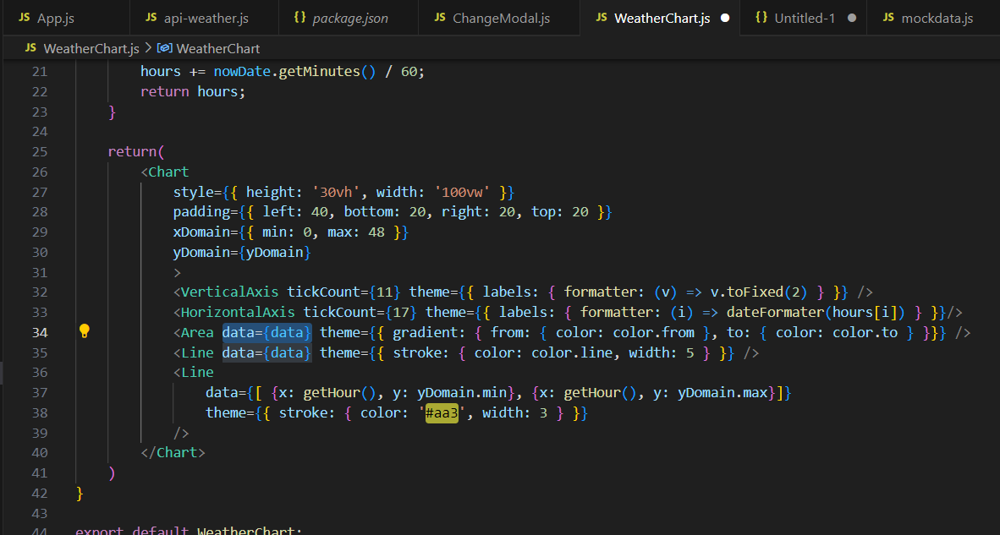 JS App.js JS api-weather.js {} package.json JS ChangeModal.js JS WeatherChart.js ● {} Untitled-1 ● JS mockdata.js
JS WeatherChart.js > WeatherChart
21 hours += nowDate.getMinutes() / 60;
22 return hours;
23 }
24
25 return(
26 <Chart
27 style={{ height: '30vh', width: '100vw' }}
28 padding={{ left: 40, bottom: 20, right: 20, top: 20 }}
29 xDomain={{ min: 0, max: 48 }}
30 yDomain={yDomain}
31 >
32 <VerticalAxis tickCount={11} theme={{ labels: { formatter: (v) => v.toFixed(2) } }} />
33 <HorizontalAxis tickCount={17} theme={{ labels: { formatter: (i) => dateFormater(hours[i]) } }}/>
34 <Area data={data} theme={{ gradient: { from: { color: color.from }, to: { color: color.to } }}} />
35 <Line data={data} theme={{ stroke: { color: color.line, width: 5 } }} />
36 <Line
37 data={[ {x: getHour(), y: yDomain.min}, {x: getHour(), y: yDomain.max}]}
38 theme={{ stroke: { color: '#aa3', width: 3 } }}
39 />
40 </Chart>
41 )
42 }
43
44 export default WeatherChart;